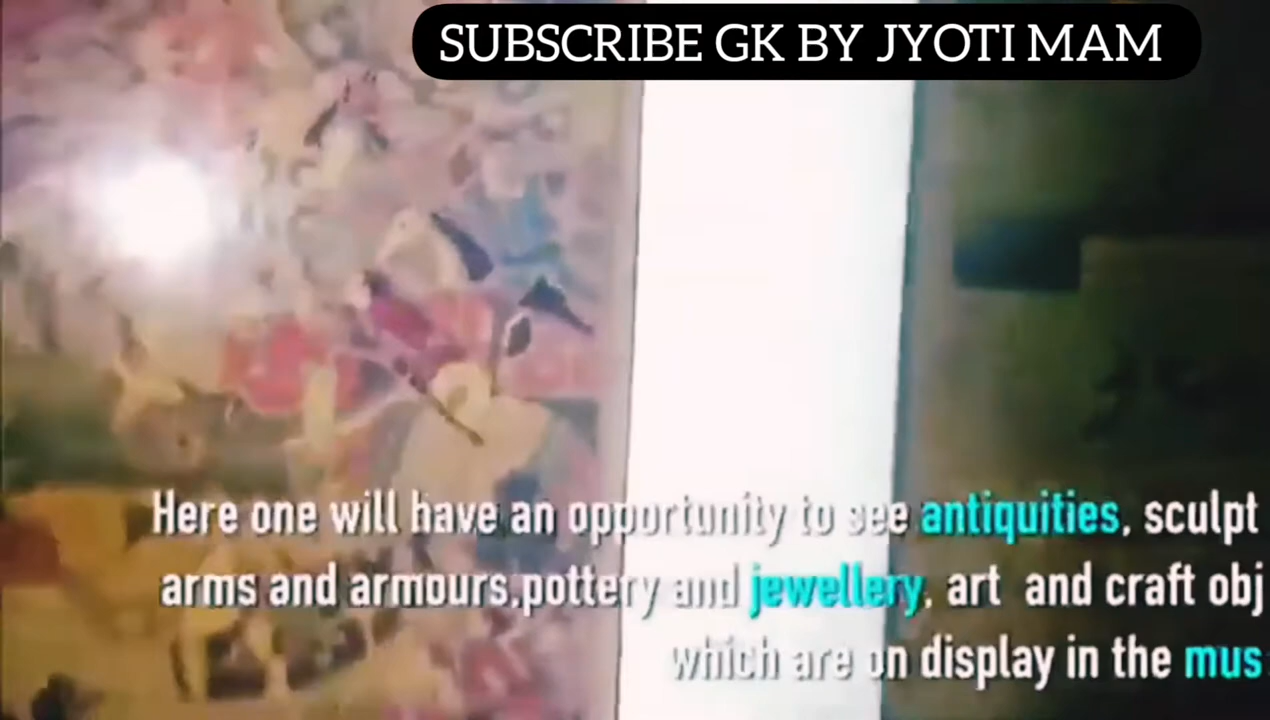 SUBSCRIBE GK BY JYOTI MAM
Here one will have an opportunity to see antiquities, sculpt
arms and armours,pottery and jewellery, art and craft obj
which are on display in the mus